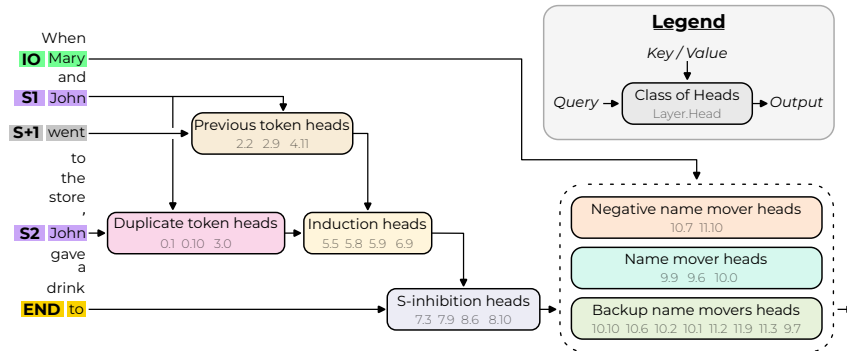 When
IO Mary
and
S1 John
S+1 went
to
the
store
,
S2 John
gave
a
drink
END to
Previous token heads
2.2 2.9 4.11
Duplicate token heads
0.1 0.10 3.0
Induction heads
5.5 5.8 5.9 6.9
S-inhibition heads
7.3 7.9 8.6 8.10
Legend
Key / Value
Query
Class of Heads
Layer.Head
Output
Negative name mover heads
10.7 11.10
Name mover heads
9.9 9.6 10.0
Backup name movers heads
10.10 10.6 10.2 10.1 11.2 11.9 11.3 9.7